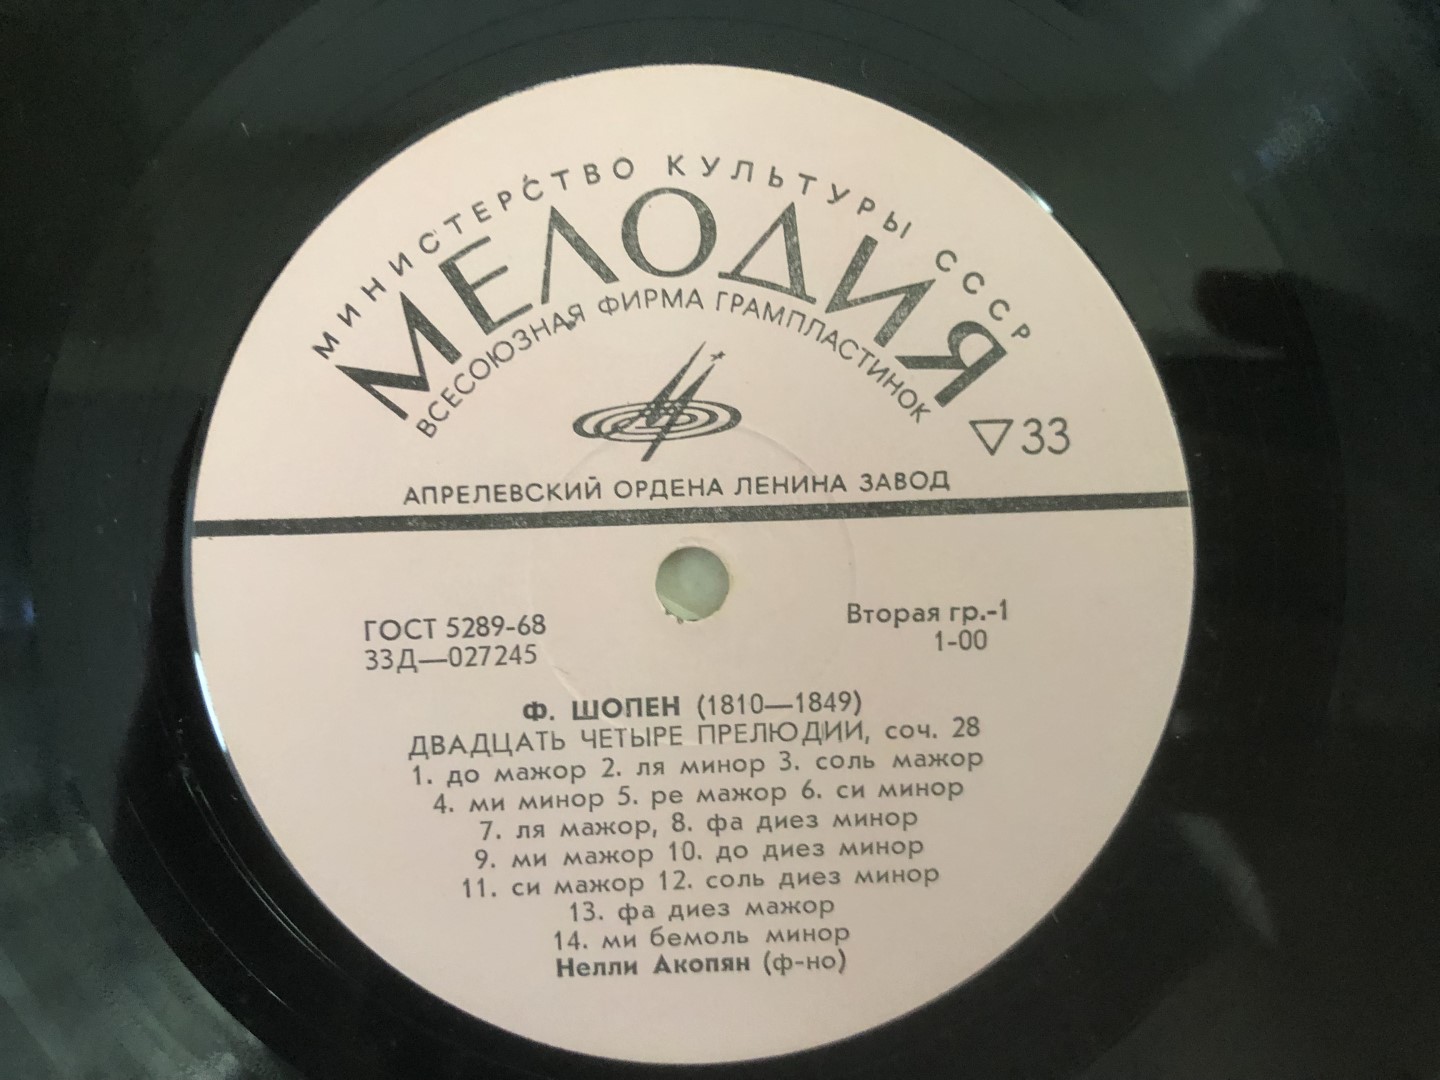 МИНИСТЕРСТВО КУЛЬТУРЫ СССР
МЕЛОДИЯ
ВСЕСОЮЗНАЯ ФИРМА ГРАМПЛАСТИНОК
33
АПРЕЛЕВСКИЙ ОРДЕНА ЛЕНИНА ЗАВОД
ГОСТ 5289-68
33Д—027245
Вторая гр.-1
1-00
Ф. ШОПЕН (1810—1849)
ДВАДЦАТЬ ЧЕТЫРЕ ПРЕЛЮДИИ, соч. 28
1. до мажор 2. ля минор 3. соль мажор
4. ми минор 5. ре мажор 6. си минор
7. ля мажор, 8. фа диез минор
9. ми мажор 10. до диез минор
11. си мажор 12. соль диез минор
13. фа диез мажор
14. ми бемоль минор
Нелли Акопян (ф-но)